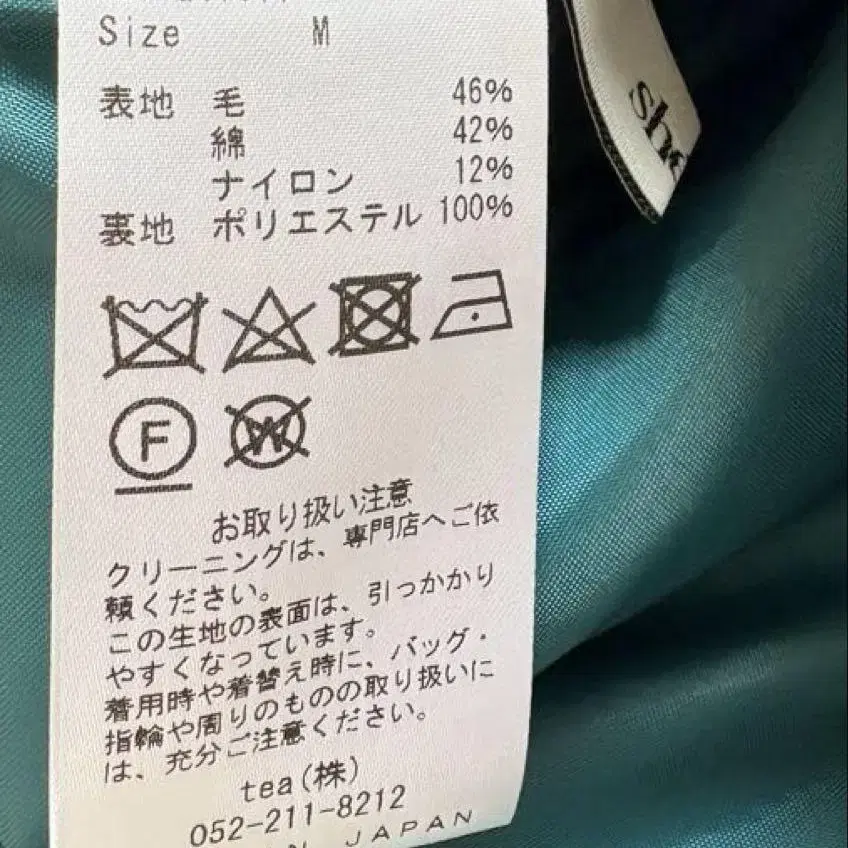 Size M
表地 毛 46%
綿 42%
ナイロン 12%
裏地 ポリエステル 100%
F
W
お取り扱い注意
クリーニングは、専門店へご依
頼ください。
この生地の表面は、引っかかり
やすくなっています。
着用時や着替え時に、バッグ・
指輪や周りのものの取り扱いに
は、充分ご注意ください。
tea(株)
052-211-8212
JAPAN